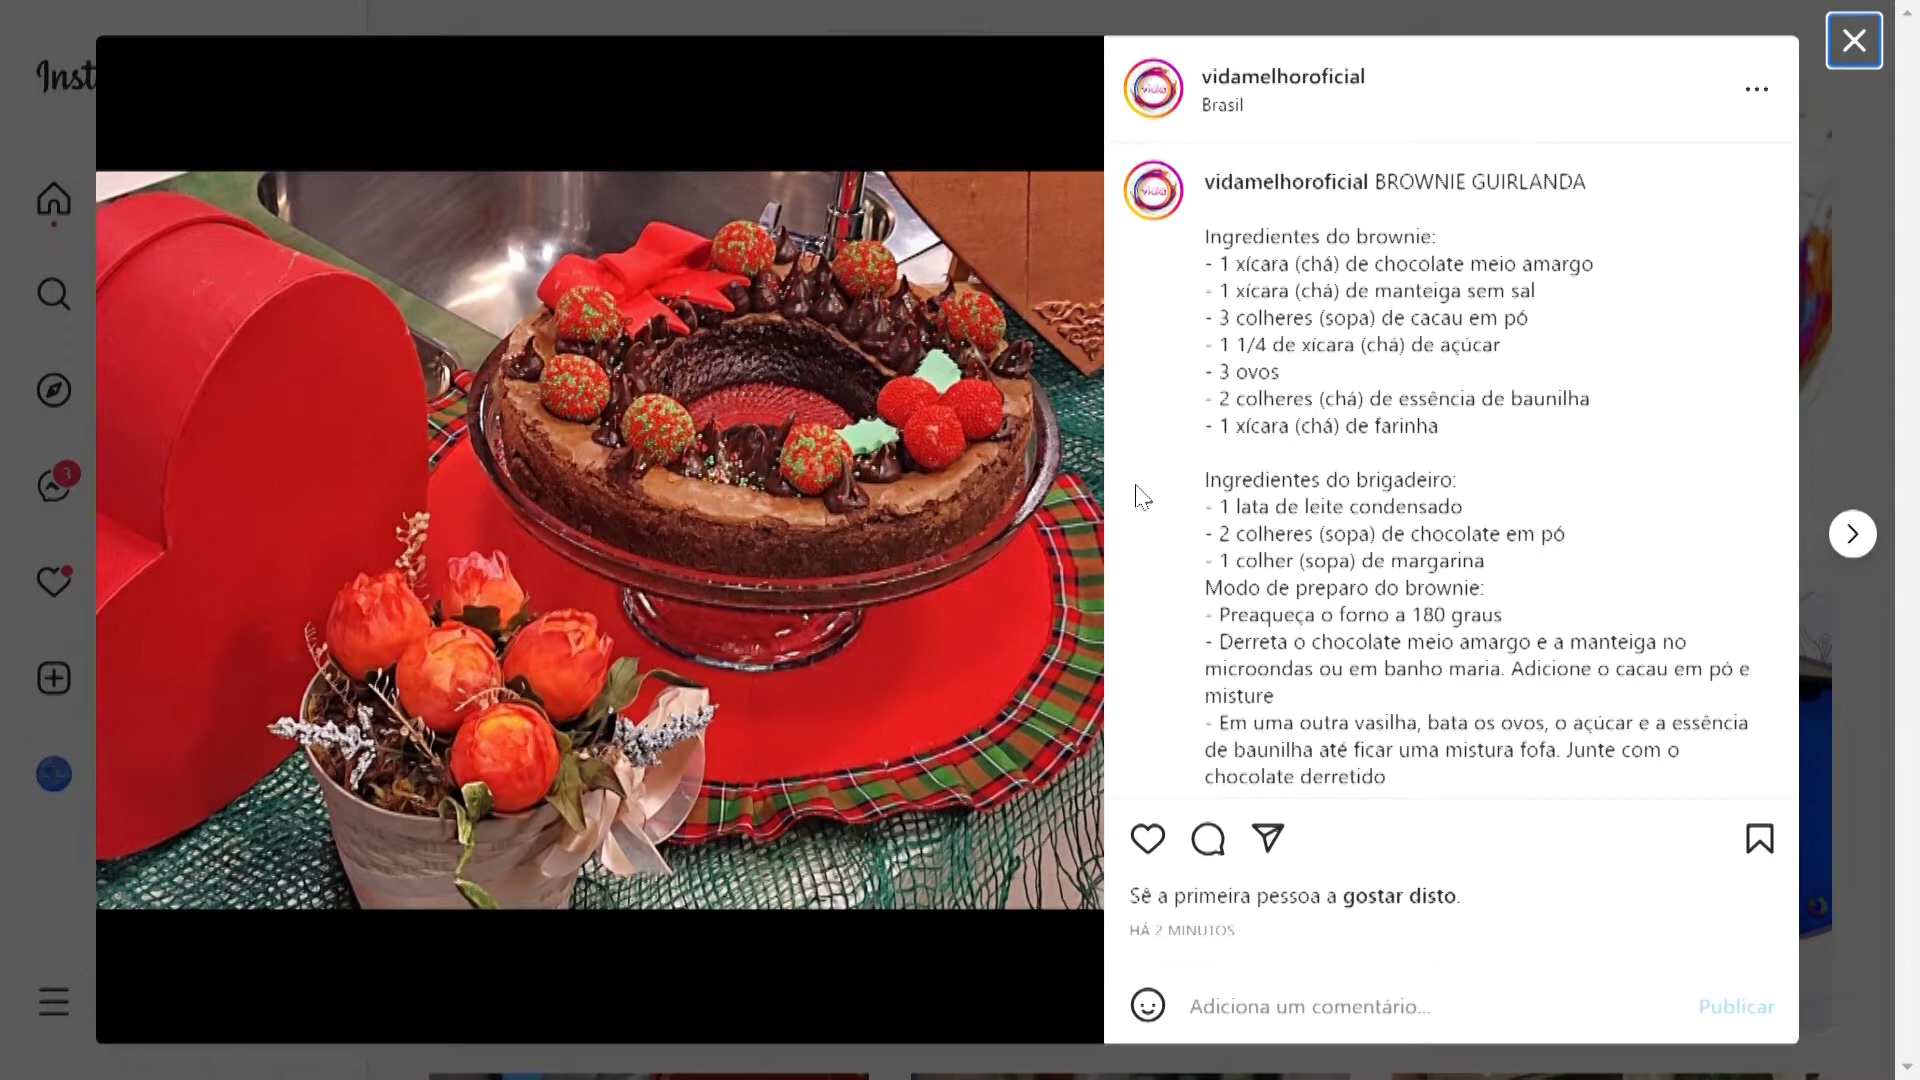 Inst
vidamelhoroficial
Brasil
vidamelhoroficial BROWNIE GUIRLANDA
Ingredientes do brownie:
- 1 xícara (chá) de chocolate meio amargo
- 1 xícara (chá) de manteiga sem sal
- 3 colheres (sopa) de cacau em pó
- 1 1/4 de xícara (chá) de açúcar
- 3 ovos
- 2 colheres (chá) de essência de baunilha
- 1 xícara (chá) de farinha
Ingredientes do brigadeiro:
- 1 lata de leite condensado
- 2 colheres (sopa) de chocolate em pó
- 1 colher (sopa) de margarina
Modo de preparo do brownie:
- Preaqueça o forno a 180 graus
- Derreta o chocolate meio amargo e a manteiga no
microondas ou em banho maria. Adicione o cacau em pó e
misture
- Em uma outra vasilha, bata os ovos, o açúcar e a essência
de baunilha até ficar uma mistura fofa. Junte com o
chocolate derretido
3
Sê a primeira pessoa a gostar disto.
HÁ 2 MINUTOS
Adiciona um comentário...
Publicar